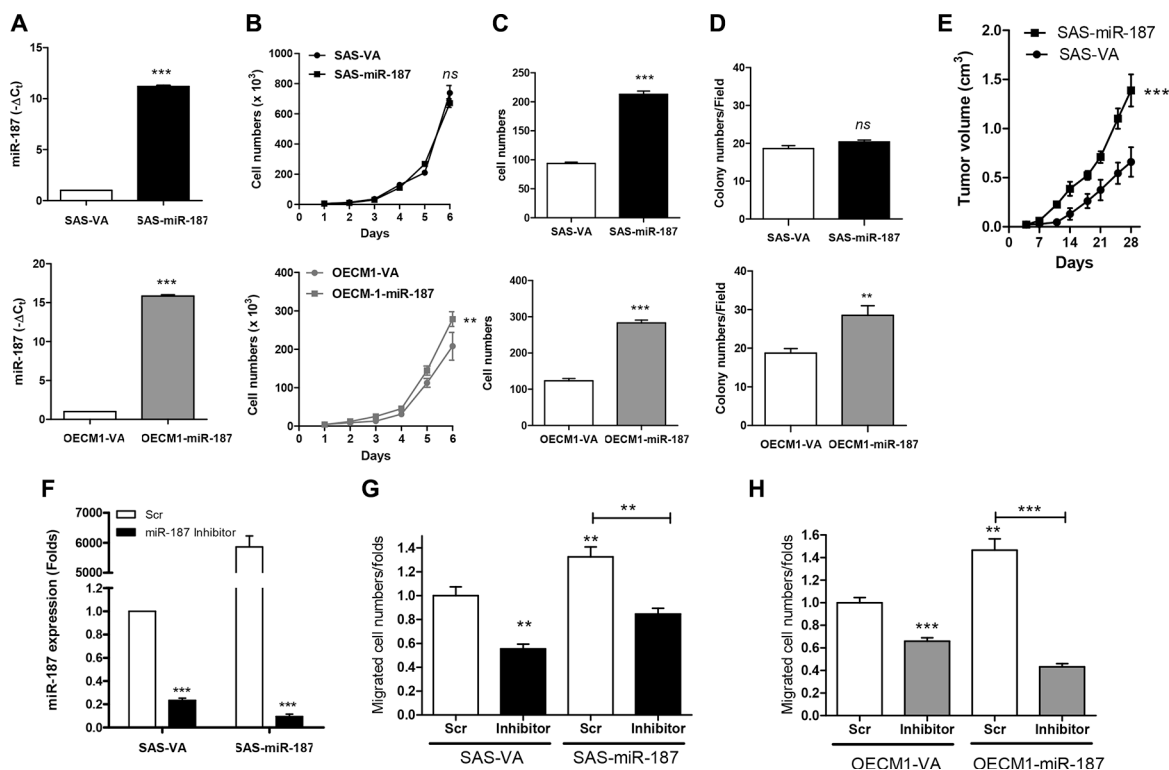 A
15
10
5
0
miR-187 (-ΔCt)
***
SAS-VA
SAS-miR-187
20
15
10
5
0
miR-187 (-ΔCt)
***
OECM1-VA
OECM1-miR-187
B
SAS-VA
SAS-miR-187
ns
1000
800
600
400
200
0
Cell numbers (x 10³)
0 1 2 3 4 5 6
Days
OECM1-VA
OECM-1-miR-187
**
400
300
200
100
0
Cell numbers (x 10³)
0 1 2 3 4 5 6
Days
C
250
200
150
100
50
0
cell numbers
***
SAS-VA
SAS-miR-187
400
300
200
100
0
Cell numbers
***
OECM1-VA
OECM1-miR-187
D
40
30
20
10
0
Colony numbers/Field
ns
SAS-VA
SAS-miR-187
40
30
20
10
0
Colony numbers/Field
**
OECM1-VA
OECM1-miR-187
E
SAS-miR-187
SAS-VA
2.0
1.5
1.0
0.5
0.0
Tumor volume (cm³)
***
0 7 14 21 28
Days
F
Scr
miR-187 Inhibitor
7000
6000
5000
1.0
0.8
0.6
0.4
0.2
0.0
miR-187 expression (Folds)
***
***
SAS-VA
SAS-miR-187
G
1.4
1.2
1.0
0.8
0.6
0.4
0.2
0.0
Migrated cell numbers/folds
**
**
**
Scr Inhibitor Scr Inhibitor
SAS-VA SAS-miR-187
H
1.6
1.4
1.2
1.0
0.8
0.6
0.4
0.2
0.0
Migrated cell numbers/folds
***
**
***
Scr Inhibitor Scr Inhibitor
OECM1-VA OECM1-miR-187